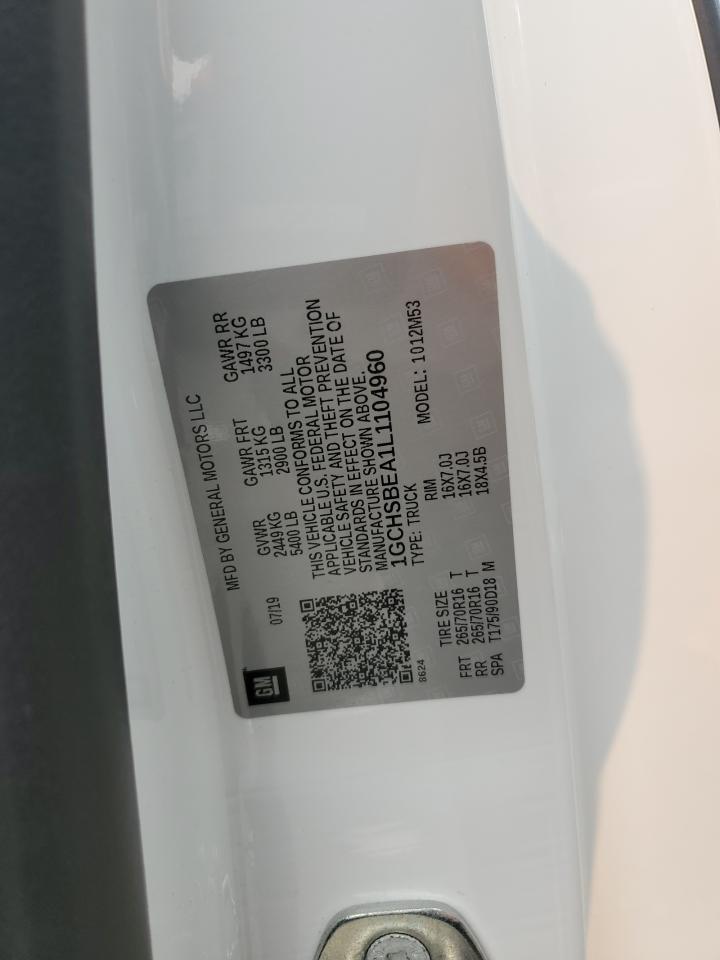 GM
MFD BY GENERAL MOTORS LLC
07/19
GVWR GAWR FRT GAWR RR
2449 KG 1315 KG 1497 KG
5400 LB 2900 LB 3300 LB
THIS VEHICLE CONFORMS TO ALL
APPLICABLE U.S. FEDERAL MOTOR
VEHICLE SAFETY AND THEFT PREVENTION
STANDARDS IN EFFECT ON THE DATE OF
MANUFACTURE SHOWN ABOVE.
1GCHSBEA1L1104960
8624 TYPE: TRUCK MODEL: 1012M53
TIRE SIZE RIM
FRT 265/70R16 T 16X7.0J
RR 265/70R16 T 16X7.0J
SPA T175/90D18 M 18X4.5B